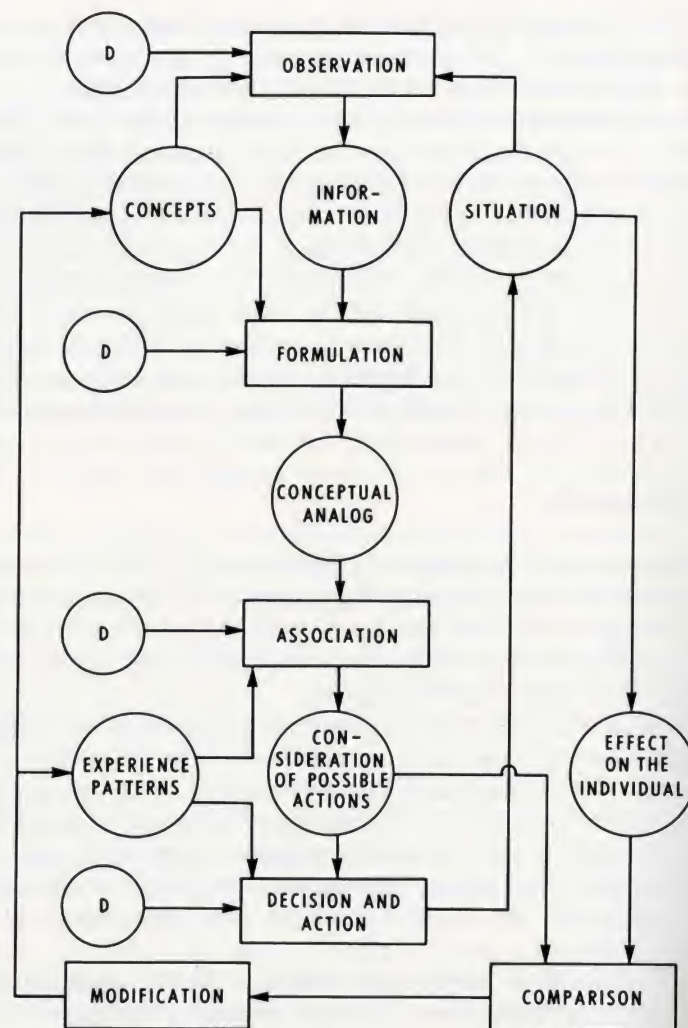 D
OBSERVATION
CONCEPTS
INFOR-
MATION
SITUATION
D
FORMULATION
CONCEPTUAL
ANALOG
D
ASSOCIATION
EXPERIENCE
PATTERNS
CON-
SIDERATION
OF POSSIBLE
ACTIONS
EFFECT
ON THE
INDIVIDUAL
D
DECISION AND
ACTION
MODIFICATION
COMPARISON